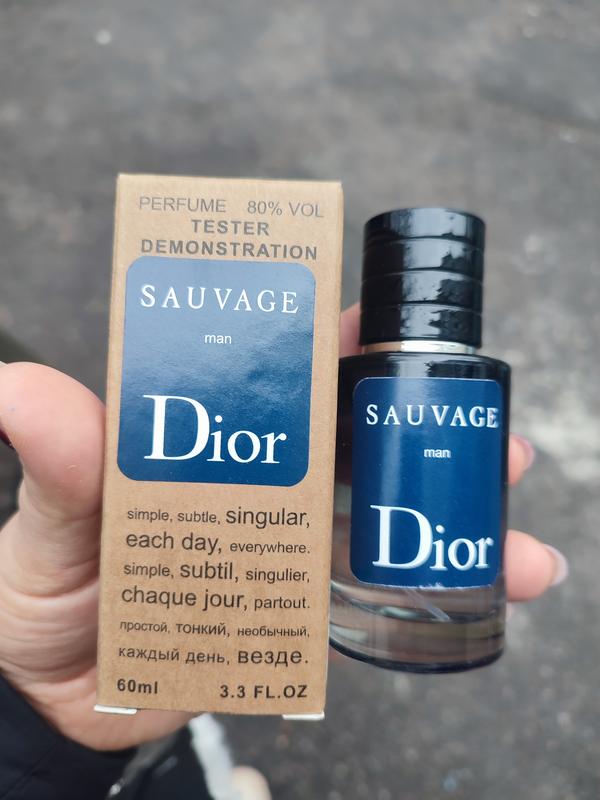 PERFUME 80% VOL
TESTER
DEMONSTRATION
SAUVAGE
man
Dior
simple, subtle, singular,
each day, everywhere.
simple, subtil, singulier,
chaque jour, partout.
простой, тонкий, необычный,
каждый день, везде.
60ml 3.3 FL.OZ
SAUVAGE
man
Dior